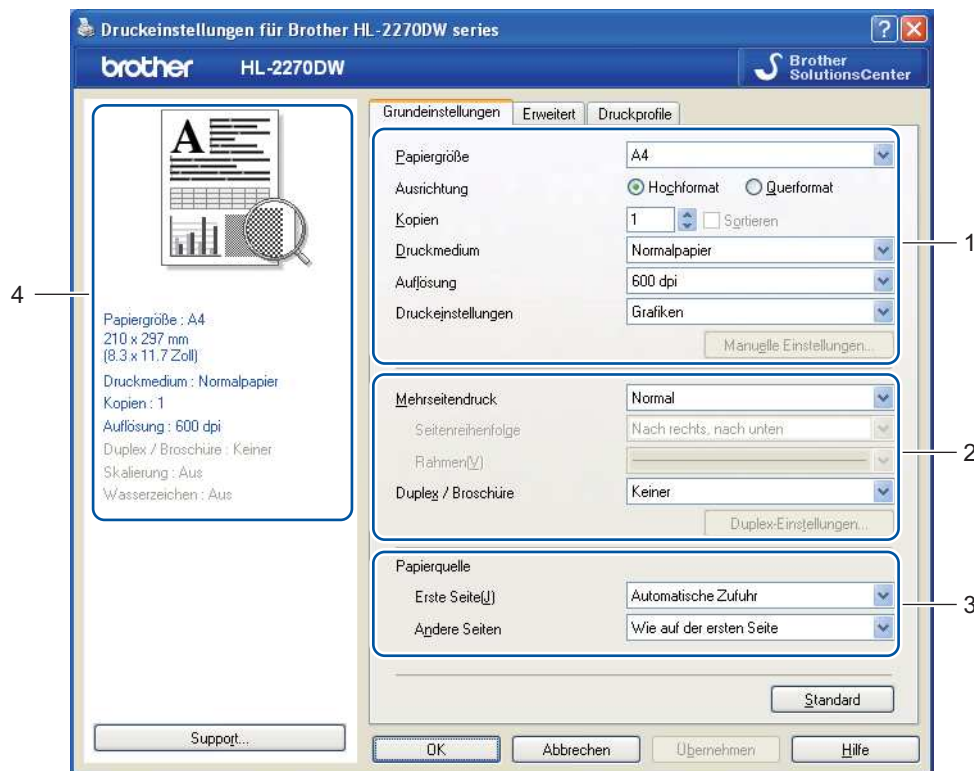 Druckeinstellungen für Brother HL-2270DW series
brother HL-2270DW
Brother
SolutionsCenter
Grundeinstellungen Erweitert Druckprofile
Papiergröße A4
Ausrichtung Hochformat Querformat
Kopien 1 Sortieren
Druckmedium Normalpapier
Auflösung 600 dpi
Druckeinstellungen Grafiken
Manuelle Einstellungen...
1
Mehrseitendruck Normal
Seitenreihenfolge Nach rechts, nach unten
Rahmen(V)
Duplex / Broschüre Keiner
Duplex-Einstellungen...
2
Papierquelle
Erste Seite(J) Automatische Zufuhr
Andere Seiten Wie auf der ersten Seite
3
Standard
4
A
Papiergröße : A4
210 x 297 mm
(8.3 x 11.7 Zoll)
Druckmedium : Normalpapier
Kopien : 1
Auflösung : 600 dpi
Duplex / Broschüre : Keiner
Skalierung : Aus
Wasserzeichen : Aus
Support...
OK Abbrechen Übernehmen Hilfe